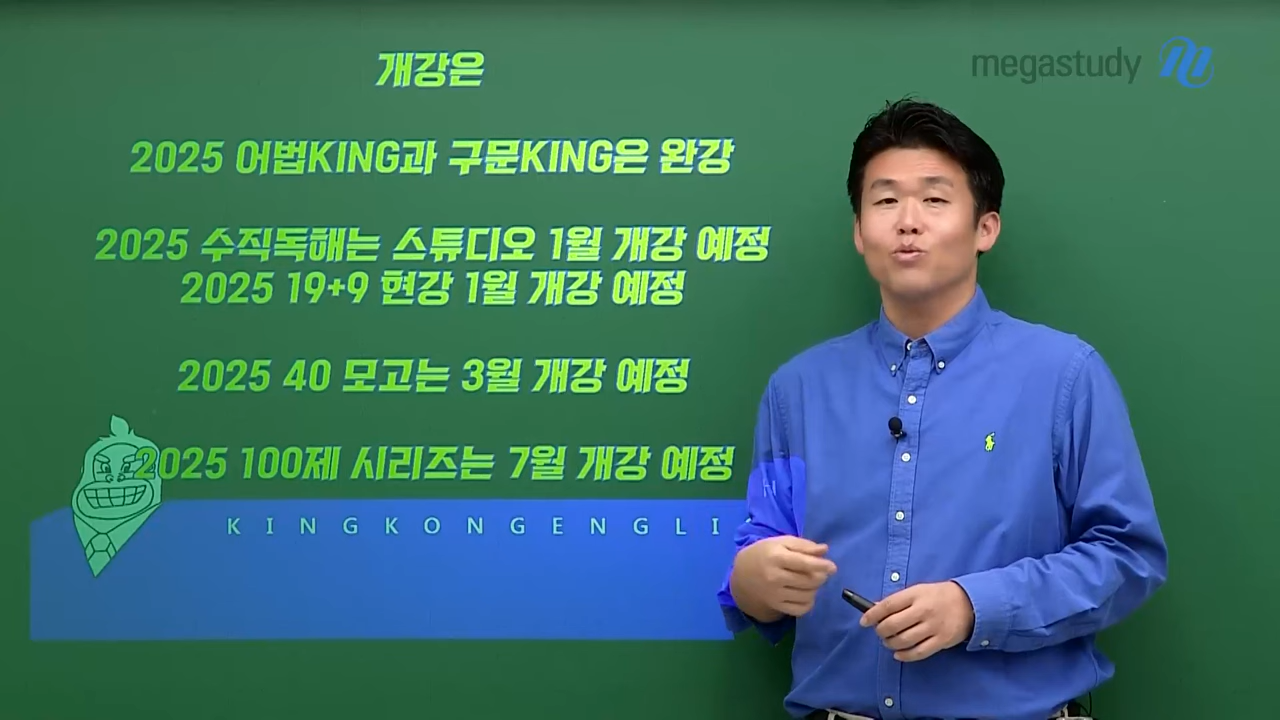 megastudy
개강은
2025 어법KING과 구문KING은 완강
2025 수직독해는 스튜디오 1월 개강 예정
2025 19+9 현강 1월 개강 예정
2025 40 모고는 3월 개강 예정
2025 100제 시리즈는 7월 개강 예정
KINGKONGENGLI